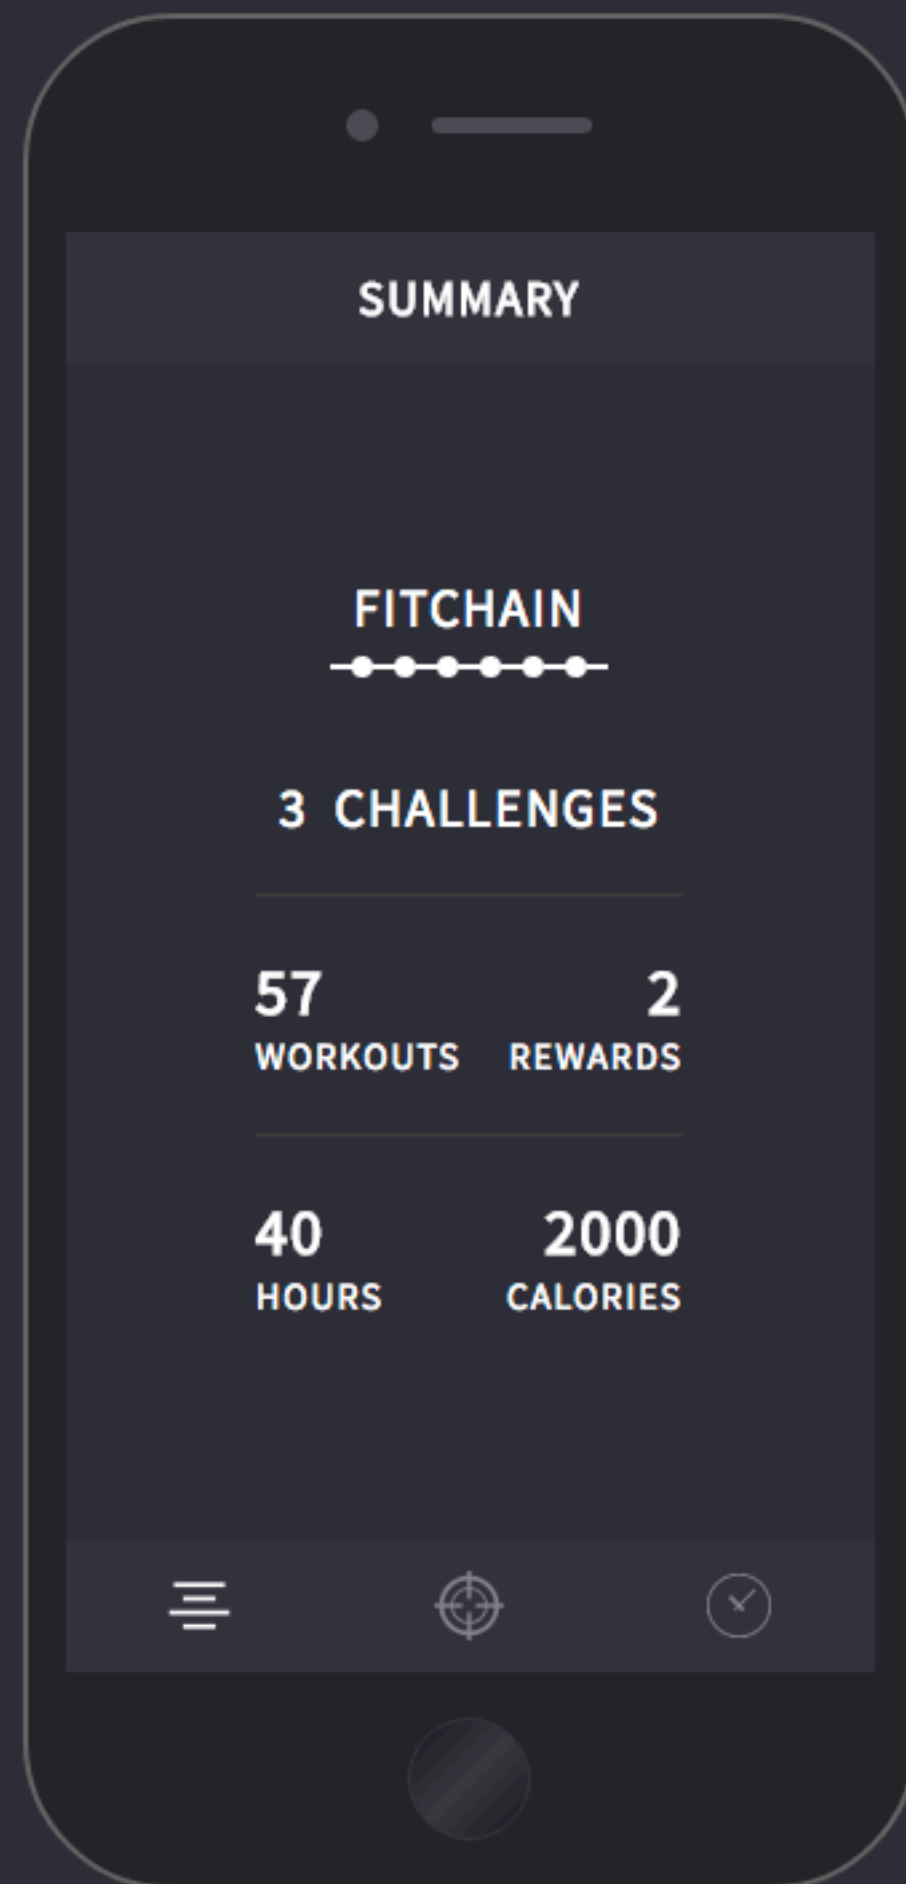 SUMMARY
FITCHAIN
3 CHALLENGES
57 2
WORKOUTS REWARDS
40 2000
HOURS CALORIES